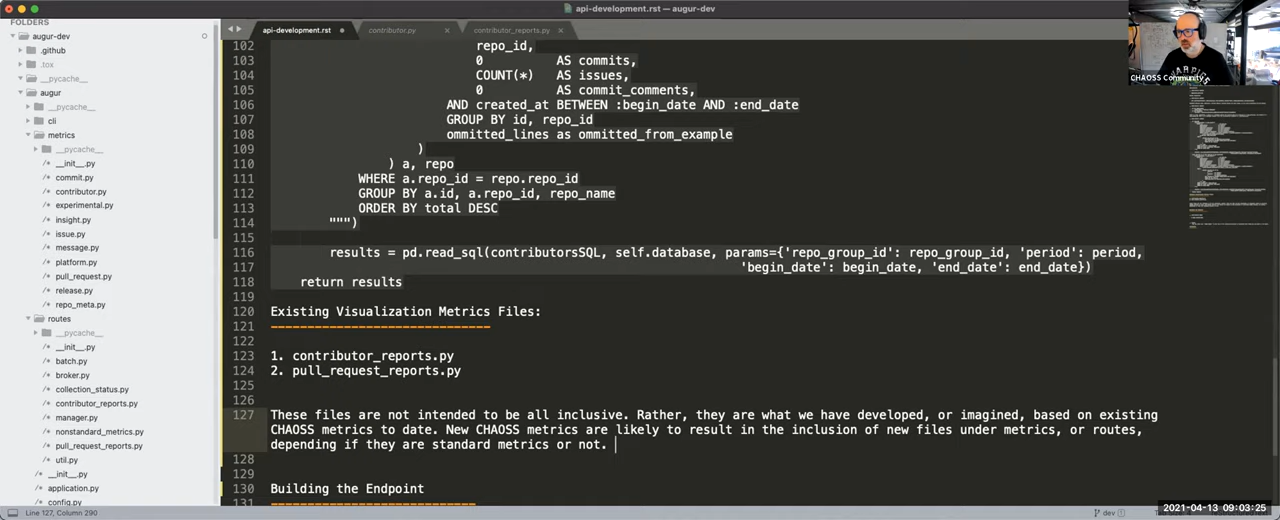 api-development.rst — augur-dev
FOLDERS
augur-dev
.github
.tox
__pycache__
augur
__pycache__
cli
metrics
__pycache__
__init__.py
commit.py
contributor.py
experimental.py
insight.py
issue.py
message.py
platform.py
pull_request.py
release.py
repo_meta.py
routes
__pycache__
__init__.py
batch.py
broker.py
collection_status.py
contributor_reports.py
manager.py
nonstandard_metrics.py
pull_request_reports.py
util.py
__init__.py
application.py
config.py
api-development.rst
contributor.py
contributor_reports.py
102 repo_id,
103 0 AS commits,
104 COUNT(*) AS issues,
105 0 AS commit_comments,
106 AND created_at BETWEEN :begin_date AND :end_date
107 GROUP BY id, repo_id
108 ommitted_lines as ommitted_from_example
109 )
110 ) a, repo
111 WHERE a.repo_id = repo.repo_id
112 GROUP BY a.id, a.repo_id, repo_name
113 ORDER BY total DESC
114 """)
115
116 results = pd.read_sql(contributorsSQL, self.database, params={'repo_group_id': repo_group_id, 'period': period,
117 'begin_date': begin_date, 'end_date': end_date})
118 return results
119
120 Existing Visualization Metrics Files:
121 ------------------------------
122
123 1. contributor_reports.py
124 2. pull_request_reports.py
125
126
127 These files are not intended to be all inclusive. Rather, they are what we have developed, or imagined, based on existing
CHAOSS metrics to date. New CHAOSS metrics are likely to result in the inclusion of new files under metrics, or routes,
depending if they are standard metrics or not.
128
129
130 Building the Endpoint
131 ----------------------------
CHAOSS Community
Line 127, Column 290
dev
2021-04-13 09:03:25